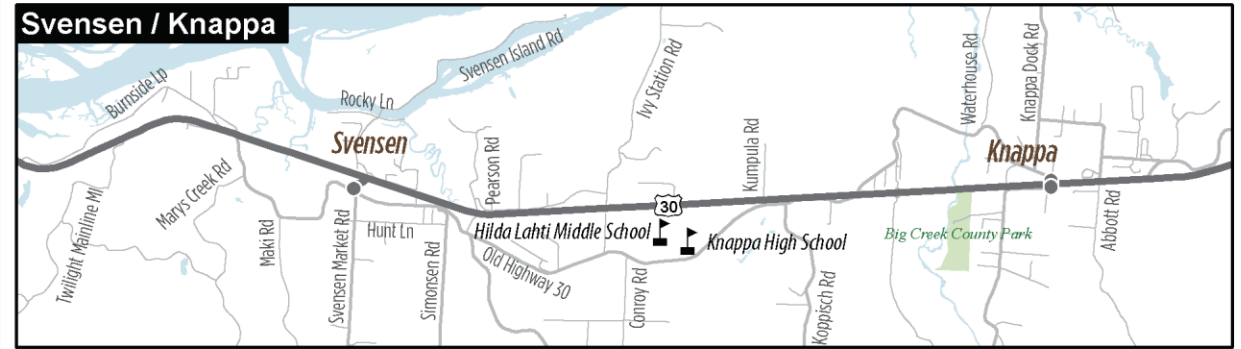 Svensen / Knappa
Burnside Lp
Rocky Ln
Svensen Island Rd
Ivy Station Rd
Waterhouse Rd
Knappa Dock Rd
Svensen
Pearson Rd
Kumpula Rd
Knappa
Twilight Mainline Ml
Marys Creek Rd
Maki Rd
Svensen Market Rd
Hunt Ln
Simonsen Rd
30
Hilda Lahti Middle School
Knappa High School
Old Highway 30
Conroy Rd
Koppisch Rd
Big Creek County Park
Abbott Rd